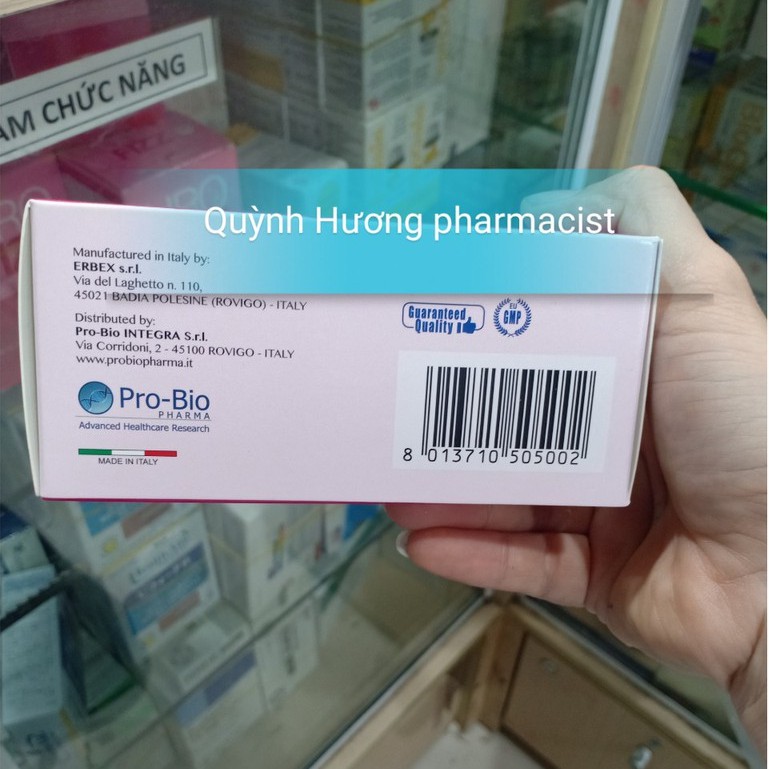 ẨM CHỨC NĂNG
Quỳnh Hương pharmacist
Manufactured in Italy by:
ERBEX s.r.l.
Via del Laghetto n. 110,
45021 BADIA POLESINE (ROVIGO) - ITALY
Distributed by:
Pro-Bio INTEGRA S.r.l.
Via Corridoni, 2 - 45100 ROVIGO - ITALY
www.probiopharma.it
Guaranteed
Quality
EU
GMP
Pro-Bio
PHARMA
Advanced Healthcare Research
MADE IN ITALY
8 013710 505002